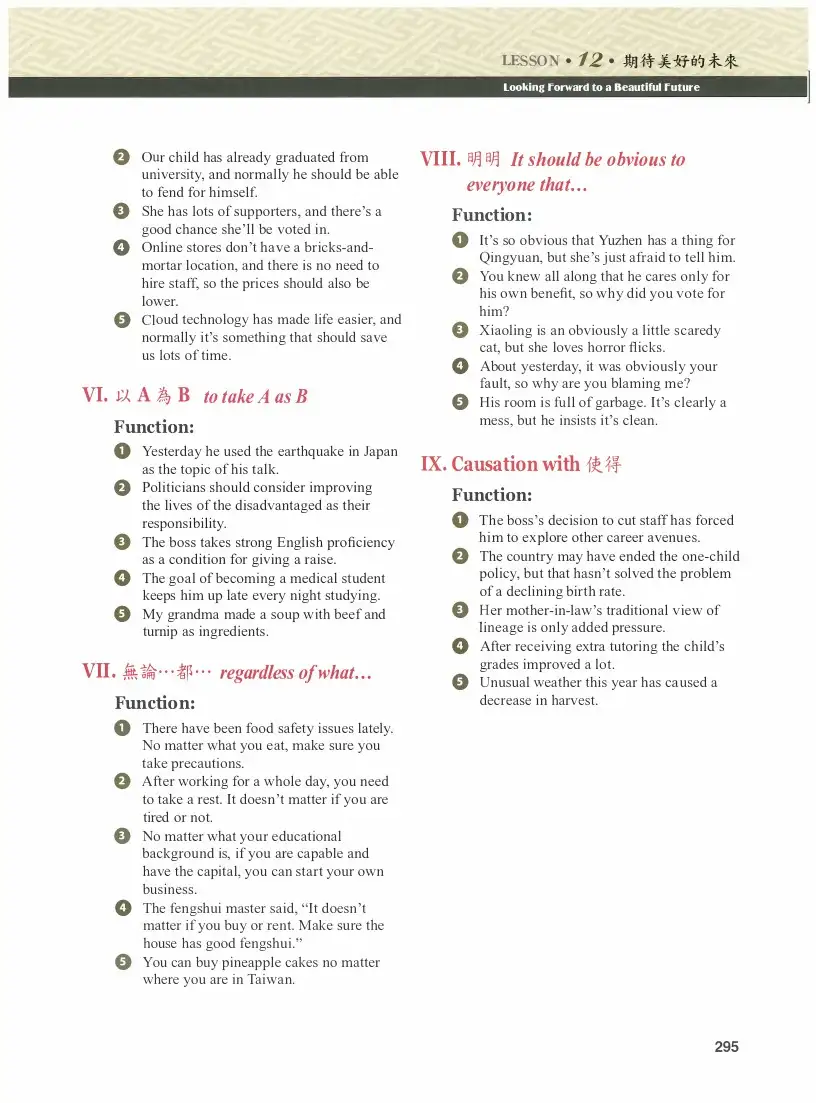 LESSON • 12 • 期待美好的未來
Looking Forward to a Beautiful Future
2 Our child has already graduated from
university, and normally he should be able
to fend for himself.
3 She has lots of supporters, and there's a
good chance she'll be voted in.
4 Online stores don't have a bricks-and-
mortar location, and there is no need to
hire staff, so the prices should also be
lower.
5 Cloud technology has made life easier, and
normally it's something that should save
us lots of time.
VI. 以 A 為 B to take A as B
Function:
1 Yesterday he used the earthquake in Japan
as the topic of his talk.
2 Politicians should consider improving
the lives of the disadvantaged as their
responsibility.
3 The boss takes strong English proficiency
as a condition for giving a raise.
4 The goal of becoming a medical student
keeps him up late every night studying.
5 My grandma made a soup with beef and
turnip as ingredients.
VII. 無論…都… regardless of what…
Function:
1 There have been food safety issues lately.
No matter what you eat, make sure you
take precautions.
2 After working for a whole day, you need
to take a rest. It doesn't matter if you are
tired or not.
3 No matter what your educational
background is, if you are capable and
have the capital, you can start your own
business.
4 The fengshui master said, "It doesn't
matter if you buy or rent. Make sure the
house has good fengshui."
5 You can buy pineapple cakes no matter
where you are in Taiwan.
VIII. 明明 It should be obvious to
everyone that…
Function:
1 It's so obvious that Yuzhen has a thing for
Qingyuan, but she's just afraid to tell him.
2 You knew all along that he cares only for
his own benefit, so why did you vote for
him?
3 Xiaoling is an obviously a little scaredy
cat, but she loves horror flicks.
4 About yesterday, it was obviously your
fault, so why are you blaming me?
5 His room is full of garbage. It's clearly a
mess, but he insists it's clean.
IX. Causation with 使得
Function:
1 The boss's decision to cut staff has forced
him to explore other career avenues.
2 The country may have ended the one-child
policy, but that hasn't solved the problem
of a declining birth rate.
3 Her mother-in-law's traditional view of
lineage is only added pressure.
4 After receiving extra tutoring the child's
grades improved a lot.
5 Unusual weather this year has caused a
decrease in harvest.
295